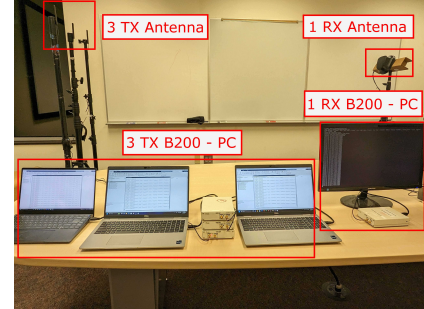 3 TX Antenna
1 RX Antenna
1 RX B200 - PC
3 TX B200 - PC